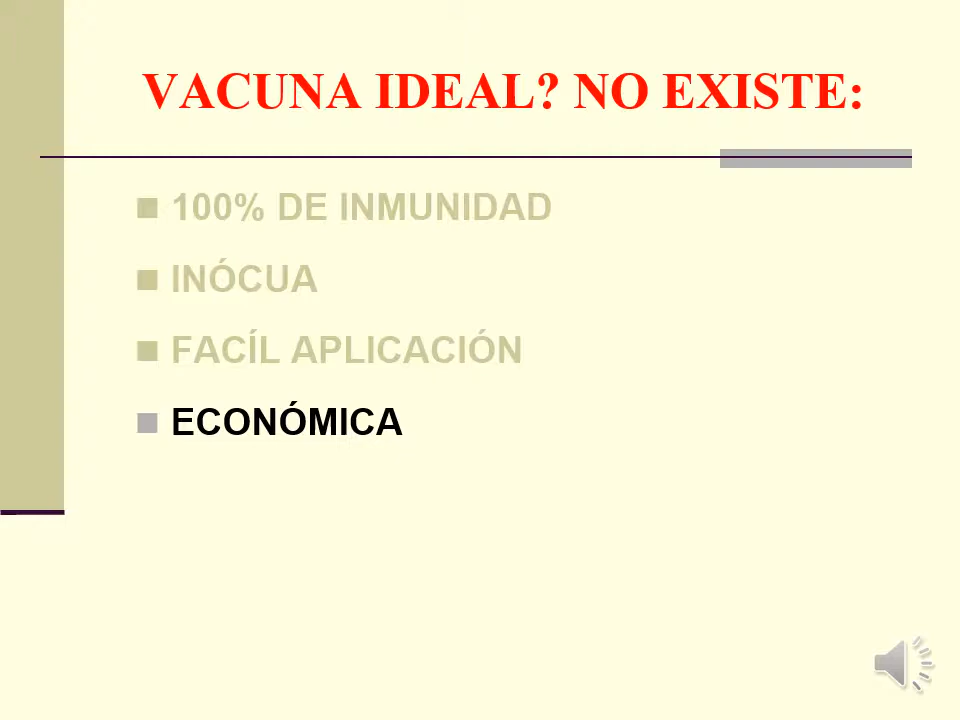 VACUNA IDEAL? NO EXISTE:
100% DE INMUNIDAD
INÓCUA
FACÍL APLICACIÓN
ECONÓMICA